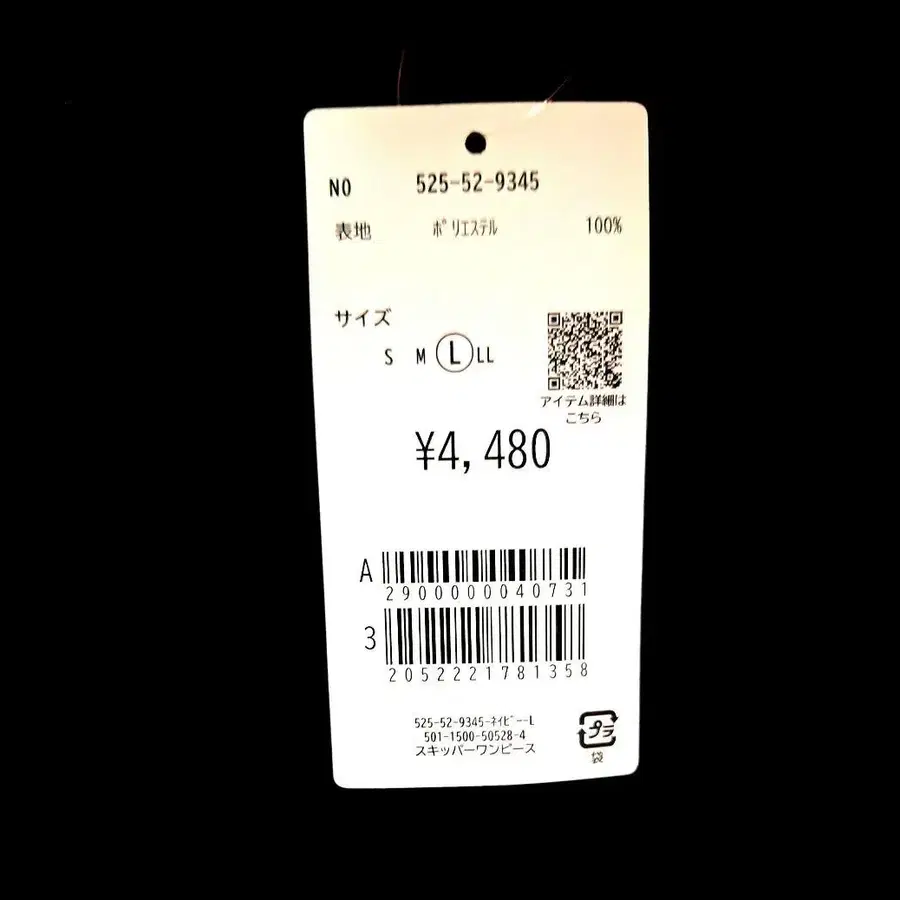 NO 525-52-9345
表地 ポリエステル 100%
サイズ
S M L LL
アイテム詳細は
こちら
¥4,480
A
2900000040731
3
2052221781358
525-52-9345-ネイビー-L
501-1500-50528-4
スキッパーワンピース
プラ
袋